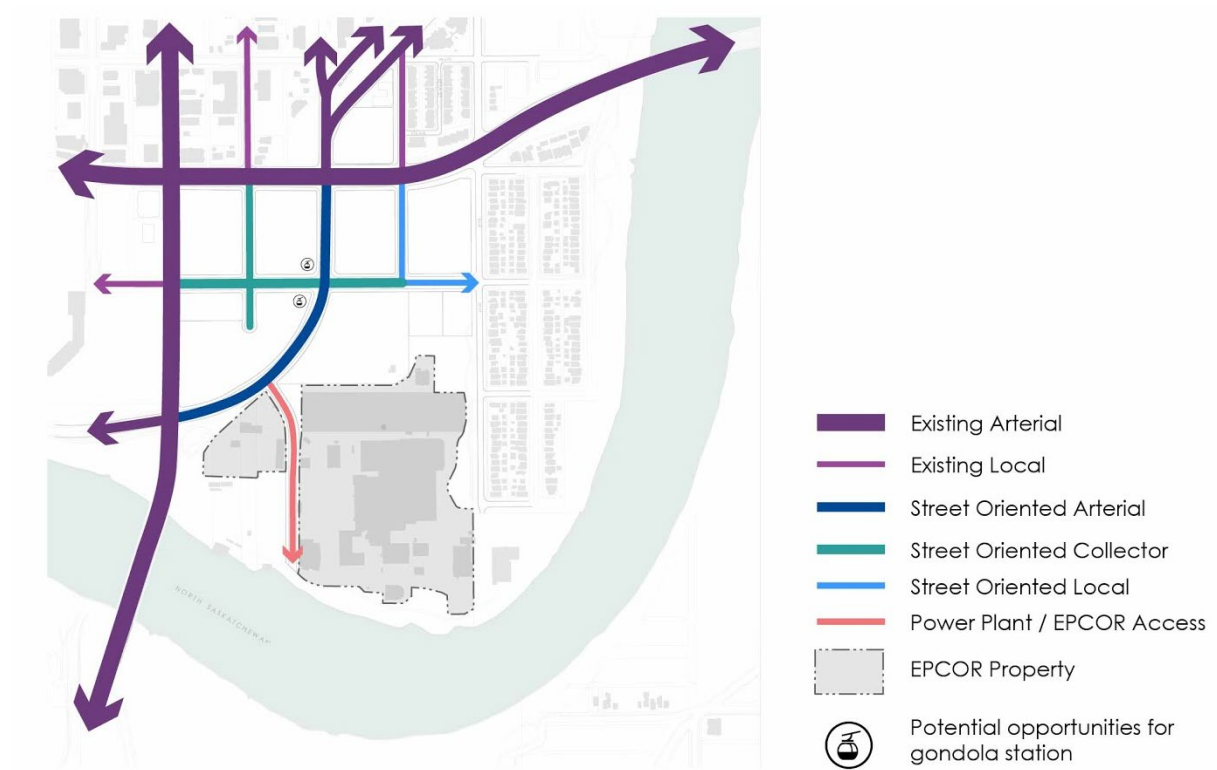 NORTH SASKATCHEWAN
Existing Arterial
Existing Local
Street Oriented Arterial
Street Oriented Collector
Street Oriented Local
Power Plant / EPCOR Access
EPCOR Property
Potential opportunities for
gondola station